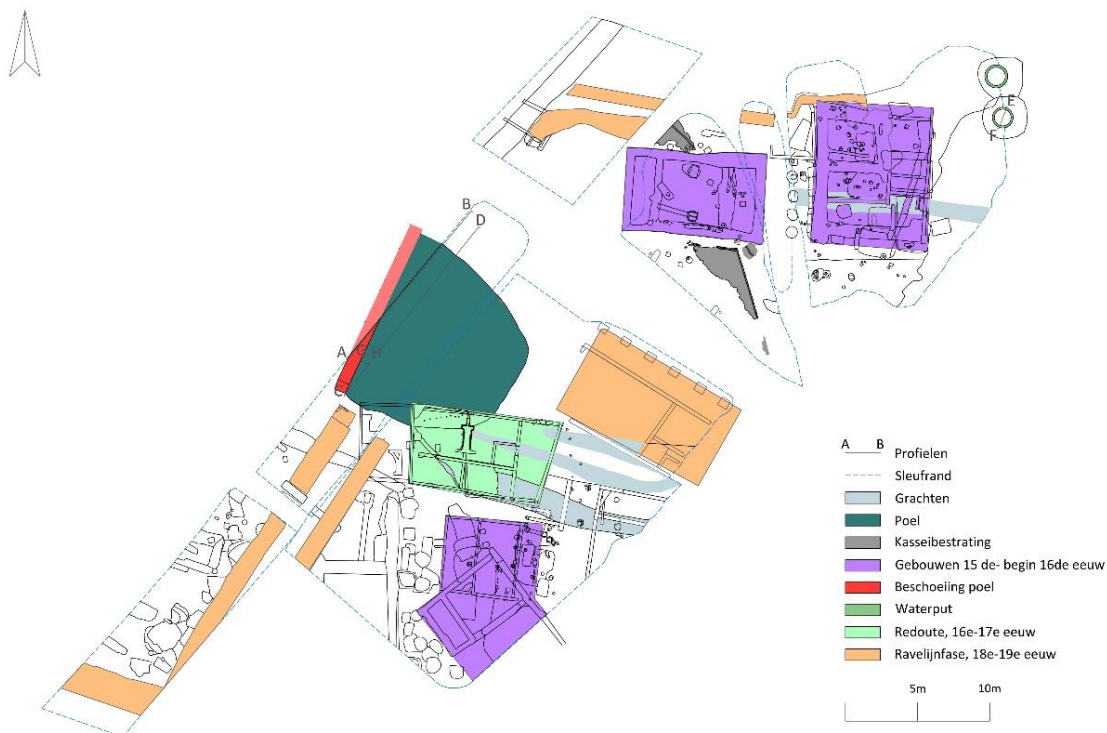 E
F
B
D
A
G H
C
A B
Profielen
Sleufrand
Grachten
Poel
Kasseibestrating
Gebouwen 15 de- begin 16de eeuw
Beschoeiing poel
Waterput
Redoute, 16e-17e eeuw
Ravelijnfase, 18e-19e eeuw
5m 10m